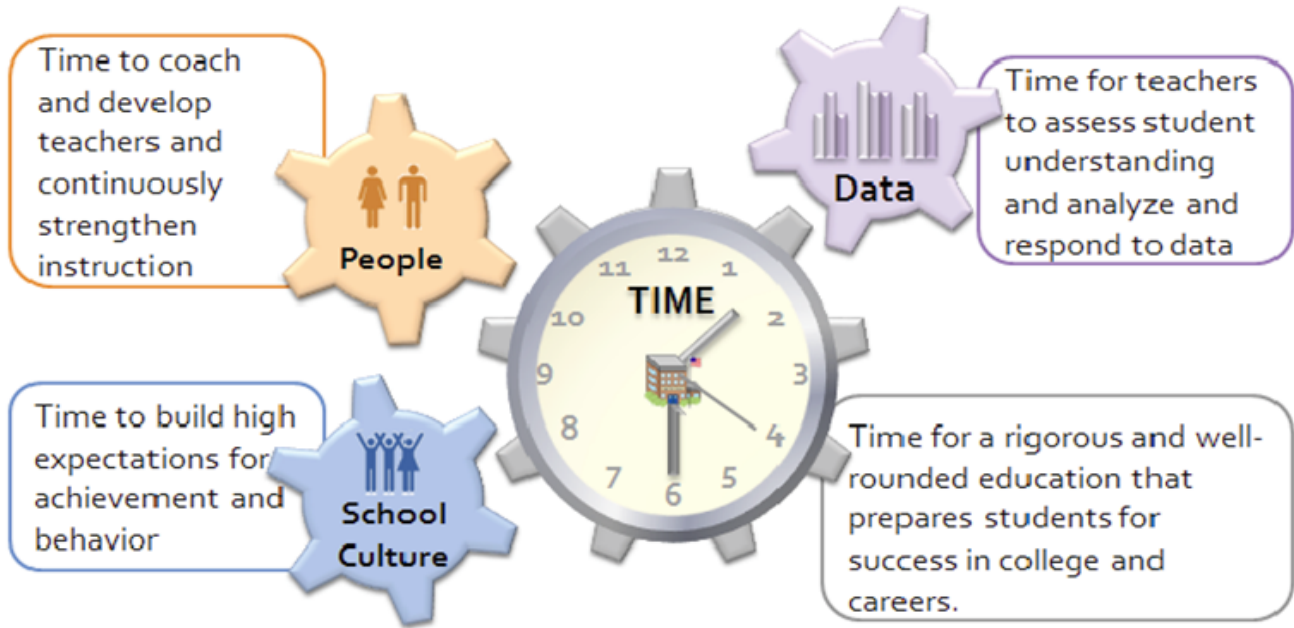 Time to coach
and develop
teachers and
continuously
strengthen
instruction
People
Data
Time for teachers
to assess student
understanding
and analyze and
respond to data
TIME
12
1
2
3
4
5
6
7
8
9
10
11
Time to build high
expectations for
achievement and
behavior
School
Culture
Time for a rigorous and well-
rounded education that
prepares students for
success in college and
careers.